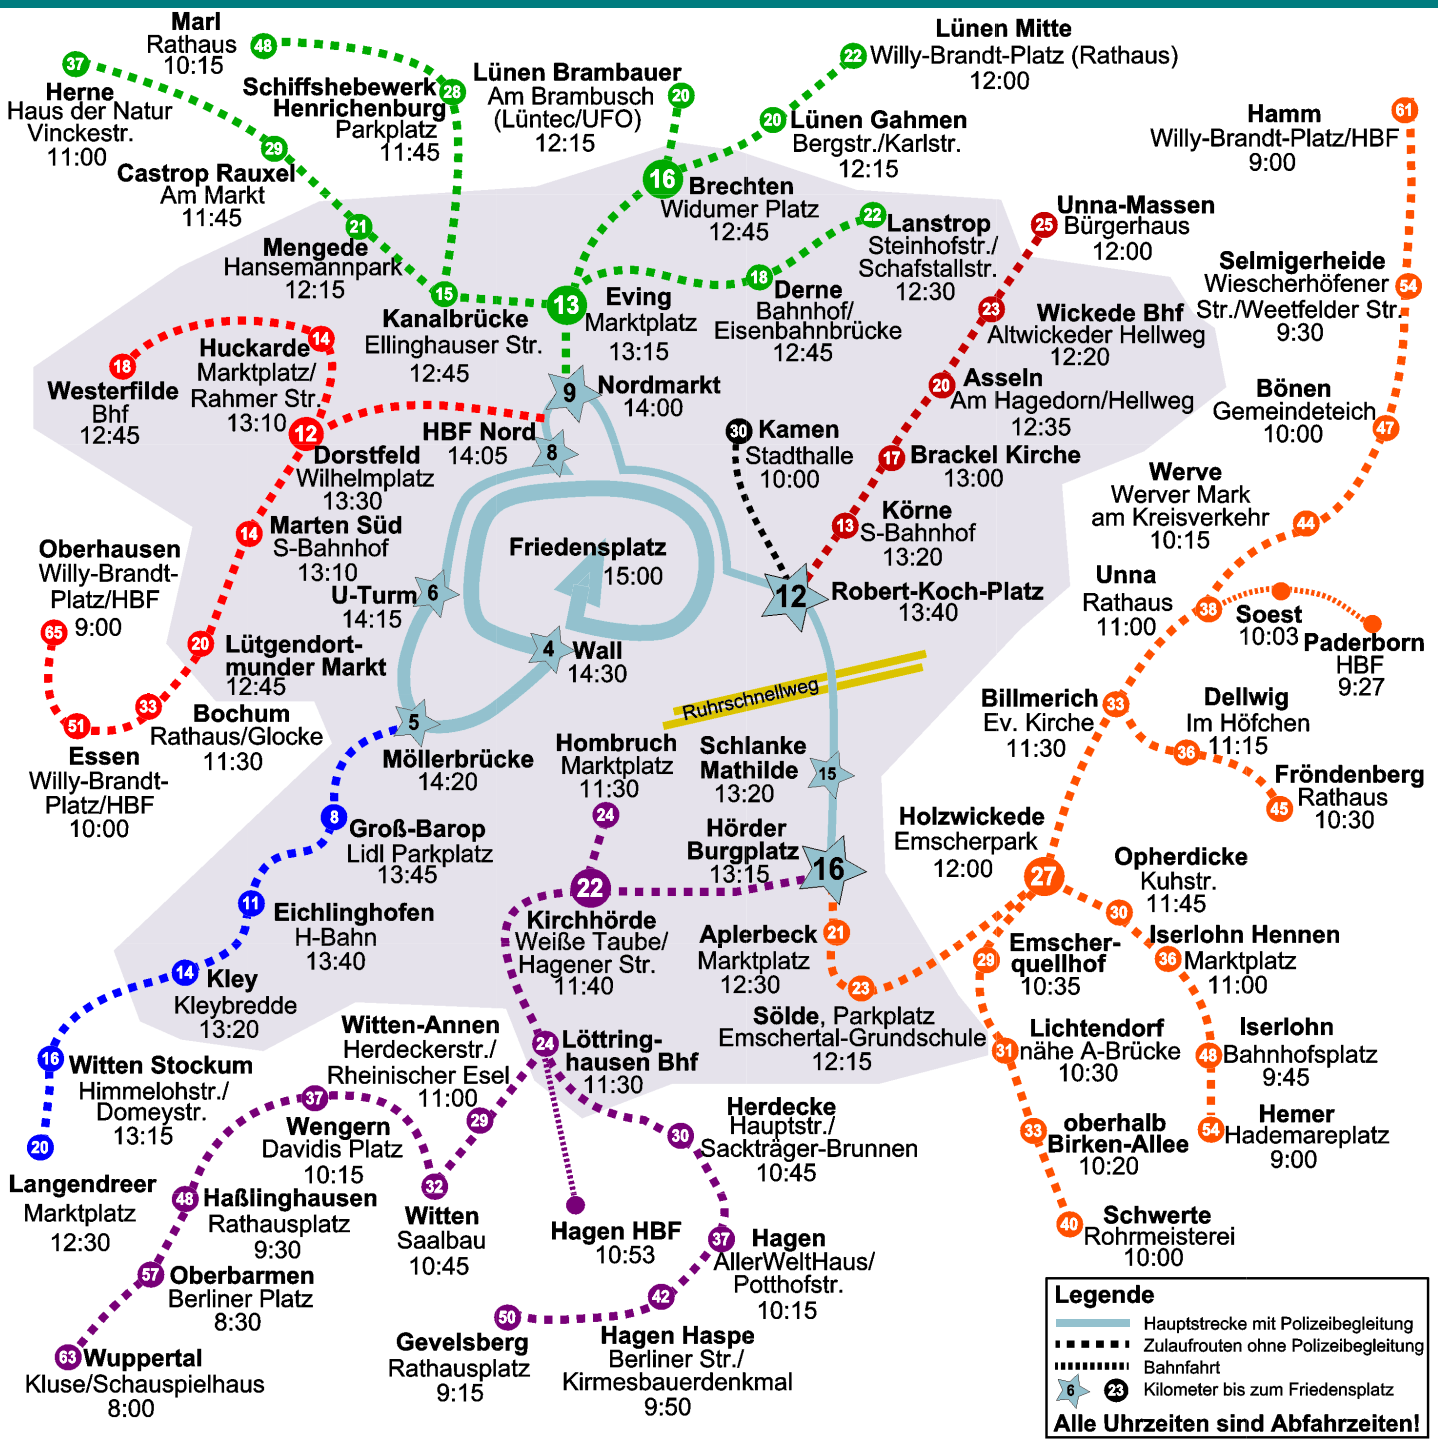 Marl
Rathaus
10:15
48
37
Herne
Haus der Natur
Vinckestr.
11:00
Schiffshebewerk
Henrichenburg
Parkplatz
11:45
28
29
Castrop Rauxel
Am Markt
11:45
21
Mengede
Hansemannpark
12:15
15
Kanalbrücke
Ellinghauser Str.
12:45
Lünen Brambauer
Am Brambusch
(Lüntec/UFO)
12:15
20
Lünen Mitte
22
Willy-Brandt-Platz (Rathaus)
12:00
20
Lünen Gahmen
Bergstr./Karlstr.
12:15
16
Brechten
Widumer Platz
12:45
22
Lanstrop
Steinhofstr./
Schafstallstr.
12:30
18
Derne
Bahnhof/
Eisenbahnbrücke
12:45
13
Eving
Marktplatz
13:15
9
Nordmarkt
14:00
HBF Nord
14:05
8
18
Westerfilde
Bhf
12:45
14
Huckarde
Marktplatz/
Rahmer Str.
13:10
12
Dorstfeld
Wilhelmplatz
13:30
14
Marten Süd
S-Bahnhof
13:10
Oberhausen
Willy-Brandt-
Platz/HBF
9:00
65
20
Lütgendort-
munder Markt
12:45
33
Bochum
Rathaus/Glocke
11:30
51
Essen
Willy-Brandt-
Platz/HBF
10:00
U-Turm
14:15
6
Friedensplatz
15:00
4
Wall
14:30
5
Möllerbrücke
14:20
30
Kamen
Stadthalle
10:00
25
Unna-Massen
Bürgerhaus
12:00
23
Wickede Bhf
Altwickeder Hellweg
12:20
20
Asseln
Am Hagedorn/Hellweg
12:35
17
Brackel Kirche
13:00
13
Körne
S-Bahnhof
13:20
12
Robert-Koch-Platz
13:40
Ruhrschnellweg
Schlanke
Mathilde
13:20
15
Hörder
Burgplatz
13:15
16
Hamm
Willy-Brandt-Platz/HBF
9:00
61
Selmigerheide
Wiescherhöfener
Str./Weetfelder Str.
9:30
54
Bönen
Gemeindeteich
10:00
47
Werve
Werver Mark
am Kreisverkehr
10:15
44
Unna
Rathaus
11:00
38
Soest
10:03
Paderborn
HBF
9:27
Billmerich
Ev. Kirche
11:30
33
Dellwig
Im Höfchen
11:15
36
Fröndenberg
Rathaus
10:30
45
Holzwickede
Emscherpark
12:00
27
Opherdicke
Kuhstr.
11:45
30
Iserlohn Hennen
Marktplatz
11:00
36
Iserlohn
Bahnhofsplatz
9:45
48
Hemer
Hademareplatz
9:00
54
29
Emscher-
quellhof
10:35
31
Lichtendorf
nähe A-Brücke
10:30
33
oberhalb
Birken-Allee
10:20
40
Schwerte
Rohrmeisterei
10:00
Aplerbeck
Marktplatz
12:30
21
23
Sölde, Parkplatz
Emschertal-Grundschule
12:15
Hombruch
Marktplatz
11:30
24
22
Kirchhörde
Weiße Taube/
Hagener Str.
11:40
24
Löttring-
hausen Bhf
11:30
8
Groß-Barop
Lidl Parkplatz
13:45
11
Eichlinghofen
H-Bahn
13:40
14
Kley
Kleybredde
13:20
16
Witten Stockum
Himmelohstr./
Domeystr.
13:15
20
Langendreer
Marktplatz
12:30
Witten-Annen
Herdeckerstr./
Rheinischer Esel
11:00
29
37
Wengern
Davidis Platz
10:15
32
Witten
Saalbau
10:45
48
Haßlinghausen
Rathausplatz
9:30
57
Oberbarmen
Berliner Platz
8:30
63
Wuppertal
Kluse/Schauspielhaus
8:00
Hagen HBF
10:53
30
Herdecke
Hauptstr./
Sackträger-Brunnen
10:45
37
Hagen
AllerWeltHaus/
Potthofstr.
10:15
42
Hagen Haspe
Berliner Str./
Kirmesbauerdenkmal
9:50
50
Gevelsberg
Rathausplatz
9:15
Legende
Hauptstrecke mit Polizeibegleitung
Zulaufrouten ohne Polizeibegleitung
Bahnfahrt
6 23 Kilometer bis zum Friedensplatz
Alle Uhrzeiten sind Abfahrzeiten!